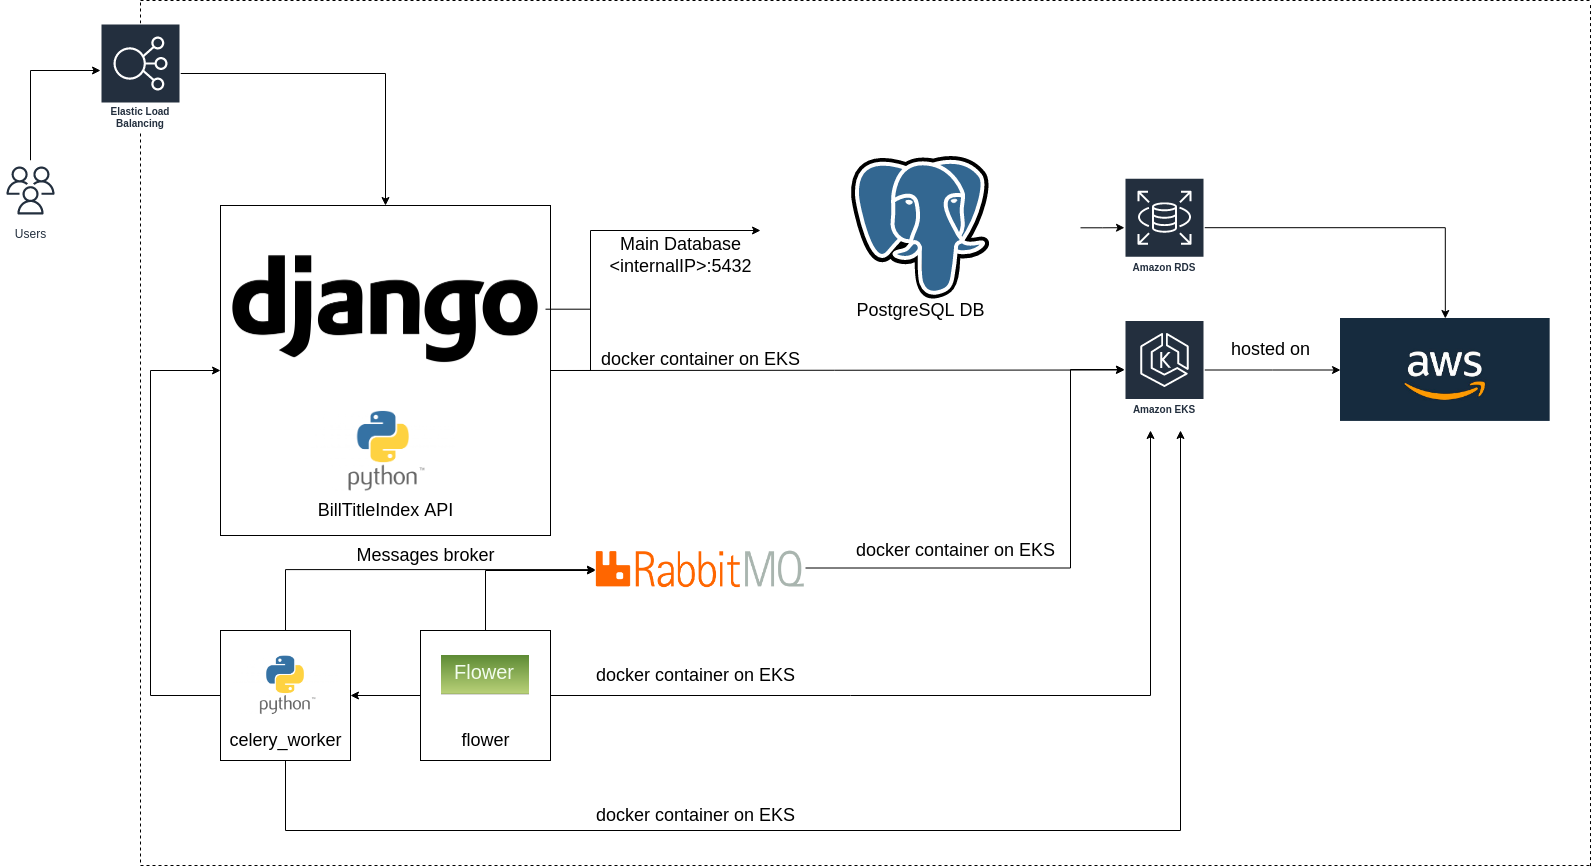 Elastic Load
Balancing
Users
django
python™
BillTitleIndex API
Main Database
<internalIP>:5432
PostgreSQL DB
Amazon RDS
docker container on EKS
K
Amazon EKS
hosted on
aws
Messages broker
RabbitMQ
docker container on EKS
python™
celery_worker
Flower
flower
docker container on EKS
docker container on EKS